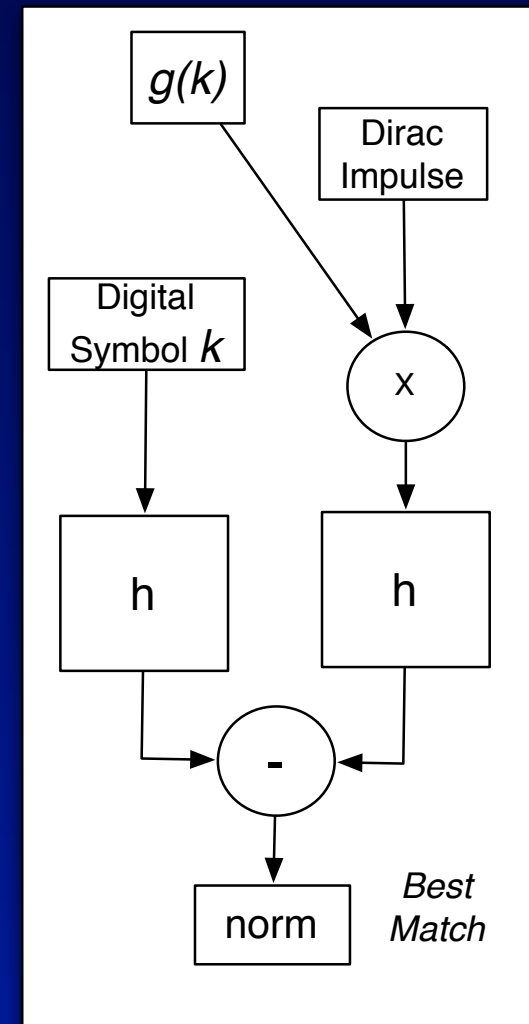 g(k)
Dirac
Impulse
Digital
Symbol k
x
h
h
-
norm
Best
Match